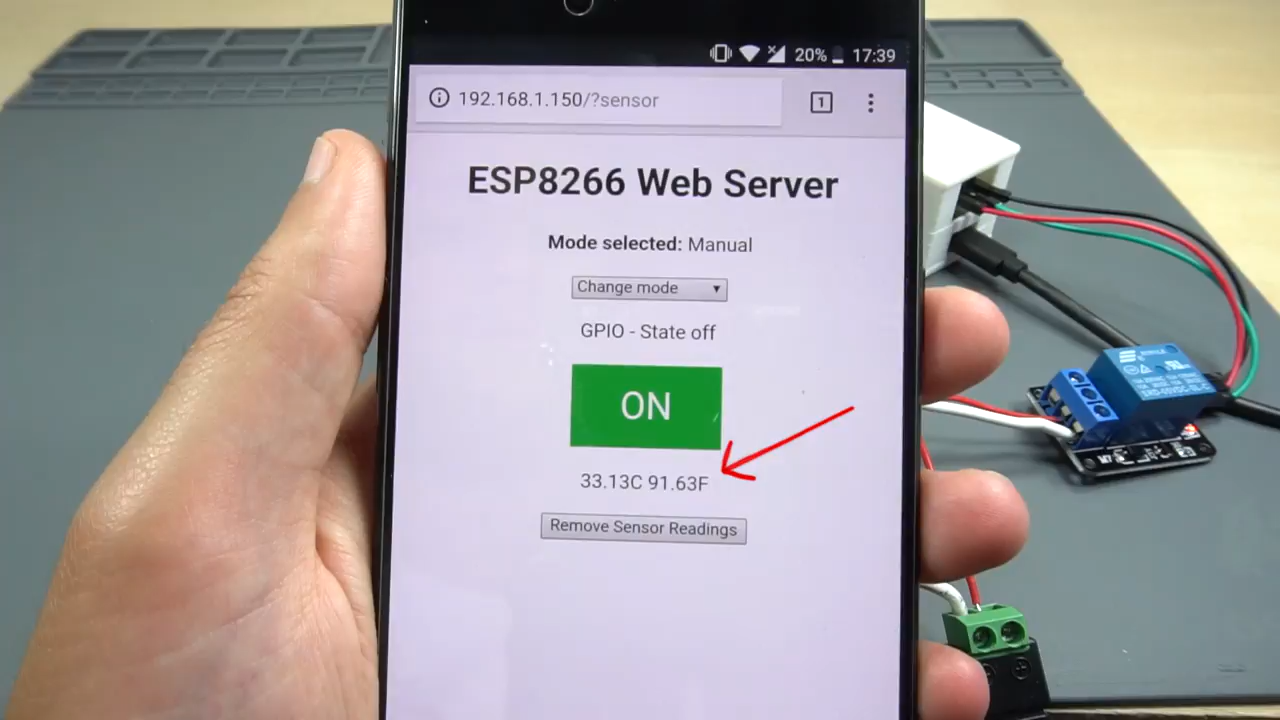 20% 17:39
192.168.1.150/?sensor
1
ESP8266 Web Server
Mode selected: Manual
Change mode
GPIO - State off
ON
33.13C 91.63F
Remove Sensor Readings